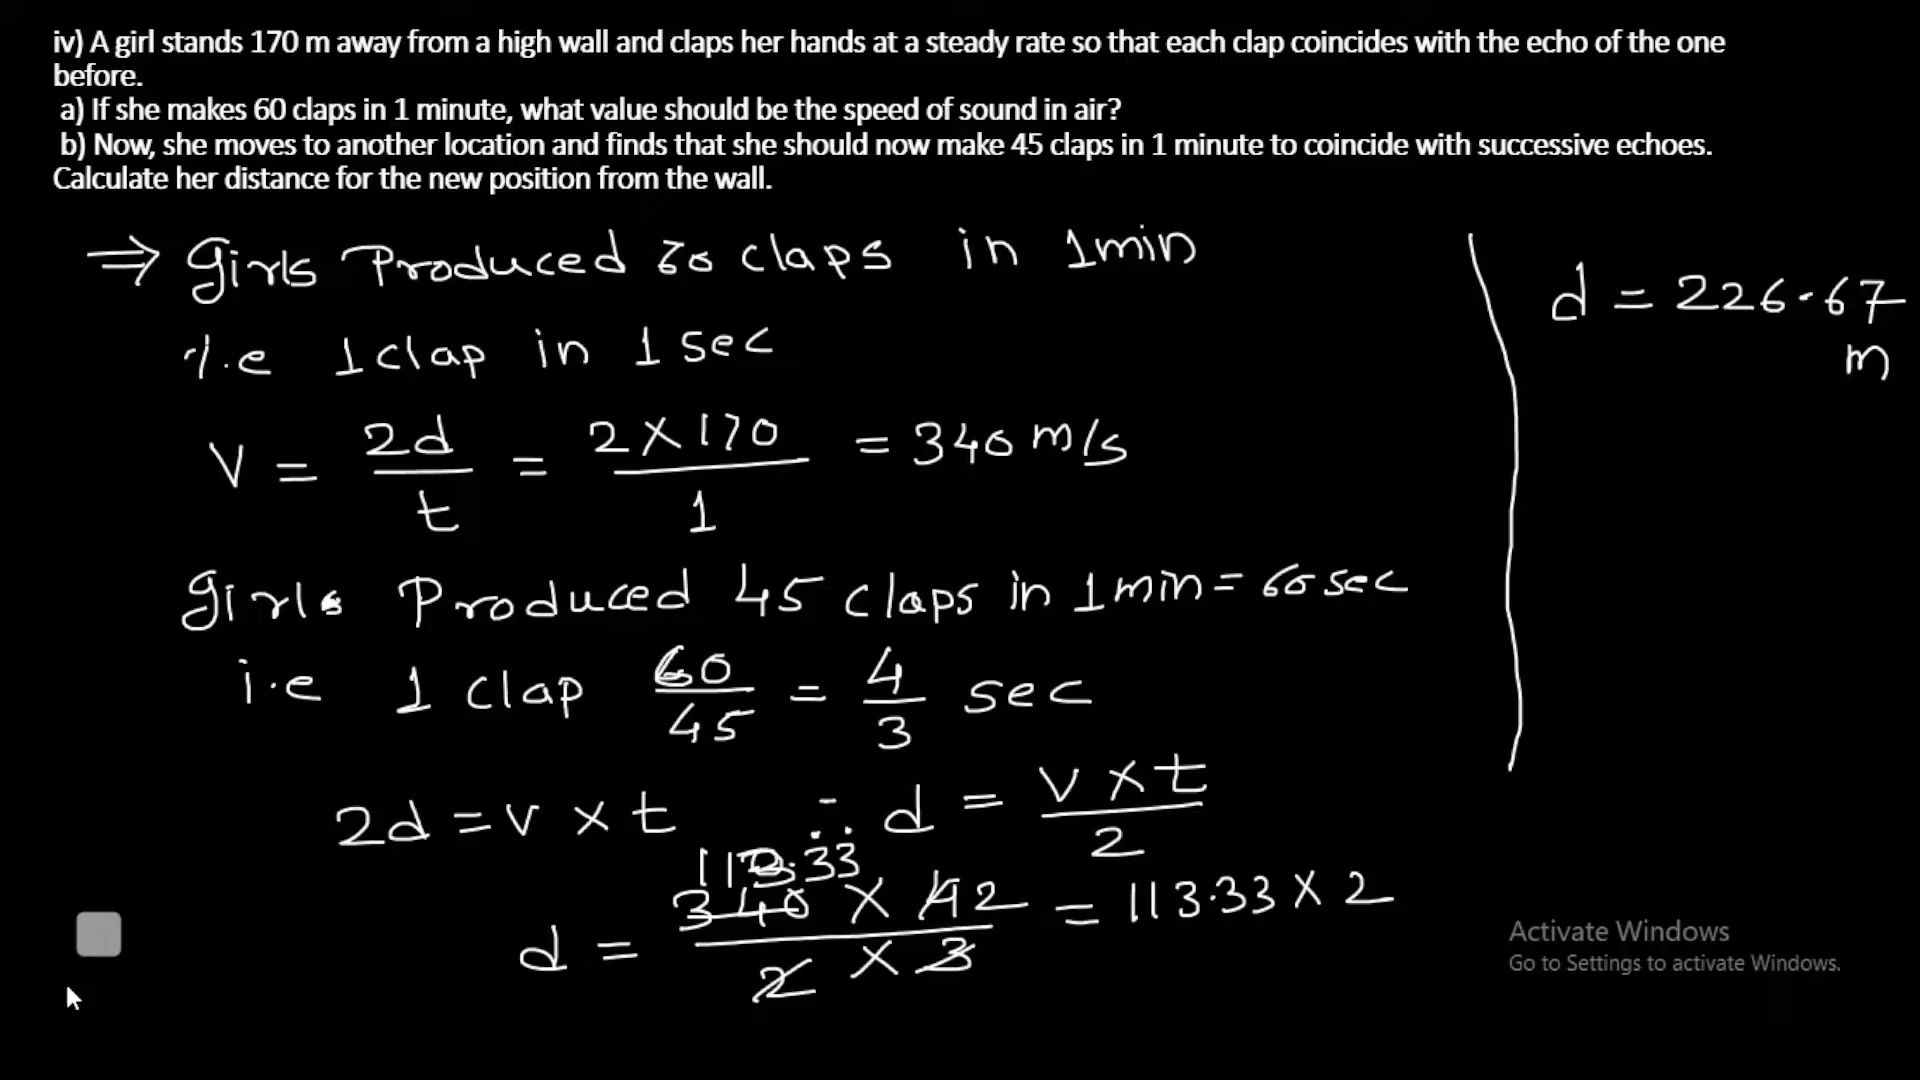 iv) A girl stands 170 m away from a high wall and claps her hands at a steady rate so that each clap coincides with the echo of the one
before.
a) If she makes 60 claps in 1 minute, what value should be the speed of sound in air?
b) Now, she moves to another location and finds that she should now make 45 claps in 1 minute to coincide with successive echoes.
Calculate her distance for the new position from the wall.
⇒ Girls Produced 60 claps in 1min
i.e 1 clap in 1 sec
V = 2d/t = 2 × 170/1 = 340 m/s
Girls Produced 45 claps in 1min = 60 sec
i.e 1 clap 60/45 = 4/3 sec
2d = v × t ∴ d = v × t/2
113.33
d = 340 × 4 2/2 × 3 = 113.33 × 2
d = 226.67
m
Activate Windows
Go to Settings to activate Windows.